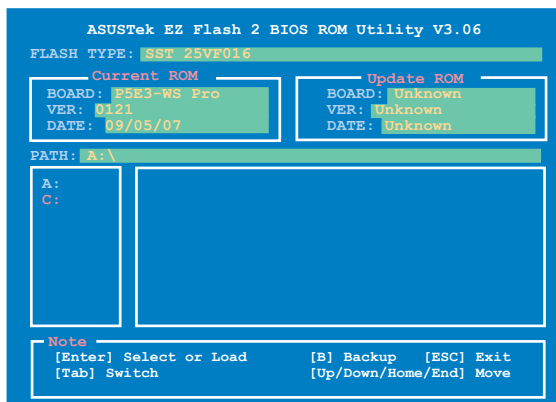 ASUSTek EZ Flash 2 BIOS ROM Utility V3.06
FLASH TYPE: SST 25VF016
Current ROM
BOARD: P5E3-WS Pro
VER: 0121
DATE: 09/05/07
Update ROM
BOARD: Unknown
VER: Unknown
DATE: Unknown
PATH: A:\
A:
C:
Note
[Enter] Select or Load [B] Backup [ESC] Exit
[Tab] Switch [Up/Down/Home/End] Move